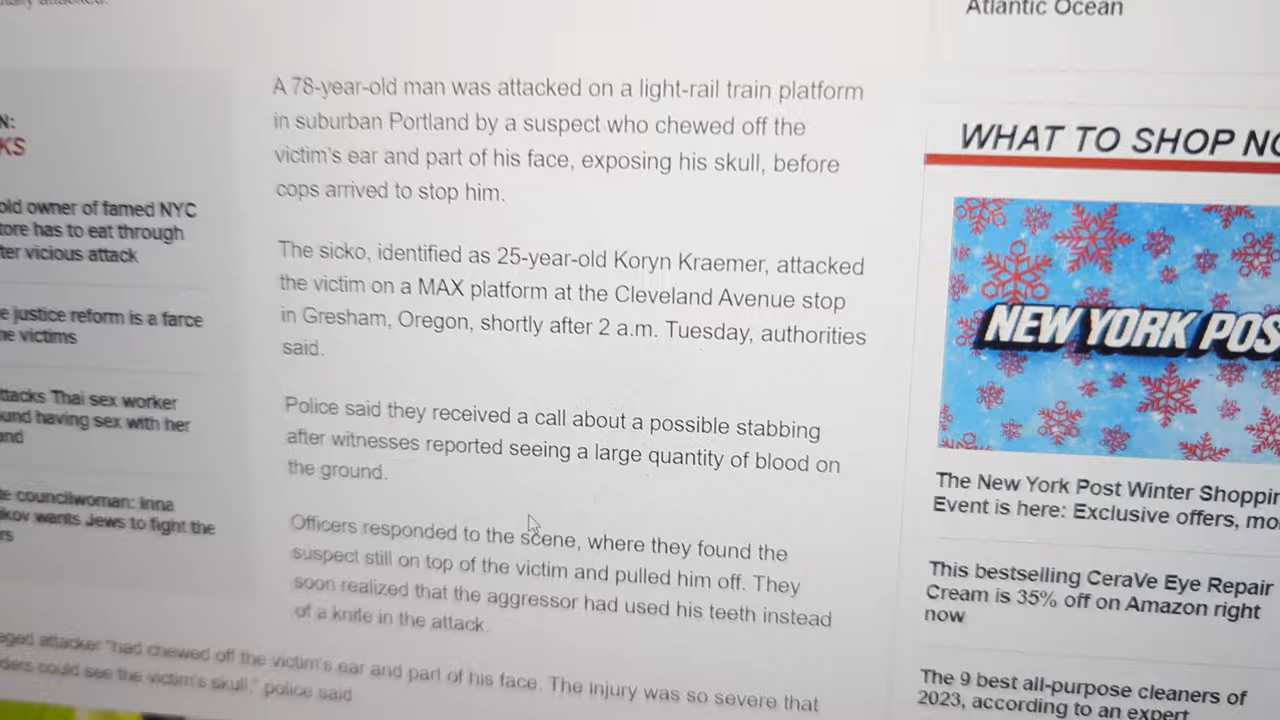 Atlantic Ocean
A 78-year-old man was attacked on a light-rail train platform
in suburban Portland by a suspect who chewed off the
victim's ear and part of his face, exposing his skull, before
cops arrived to stop him.
The sicko, identified as 25-year-old Koryn Kraemer, attacked
the victim on a MAX platform at the Cleveland Avenue stop
in Gresham, Oregon, shortly after 2 a.m. Tuesday, authorities
said.
Police said they received a call about a possible stabbing
after witnesses reported seeing a large quantity of blood on
the ground.
Officers responded to the scene, where they found the
suspect still on top of the victim and pulled him off. They
soon realized that the aggressor had used his teeth instead
of a knife in the attack.
attacker "had chewed off the victim's ear and part of his face. The injury was so severe that
could see the victim's skull," police said
N:
KS
old owner of famed NYC
has to eat through
vicious attack
justice reform is a farce
victims
Thai sex worker
having sex with her
councilwoman: Inna
wants Jews to fight the
WHAT TO SHOP
NEW YORK POS
The New York Post Winter
Event is here: Exclusive offers,
This bestselling CeraVe Eye Repair
Cream is 35% off on Amazon right
now
The 9 best all-purpose cleaners of
2023, according to an expert